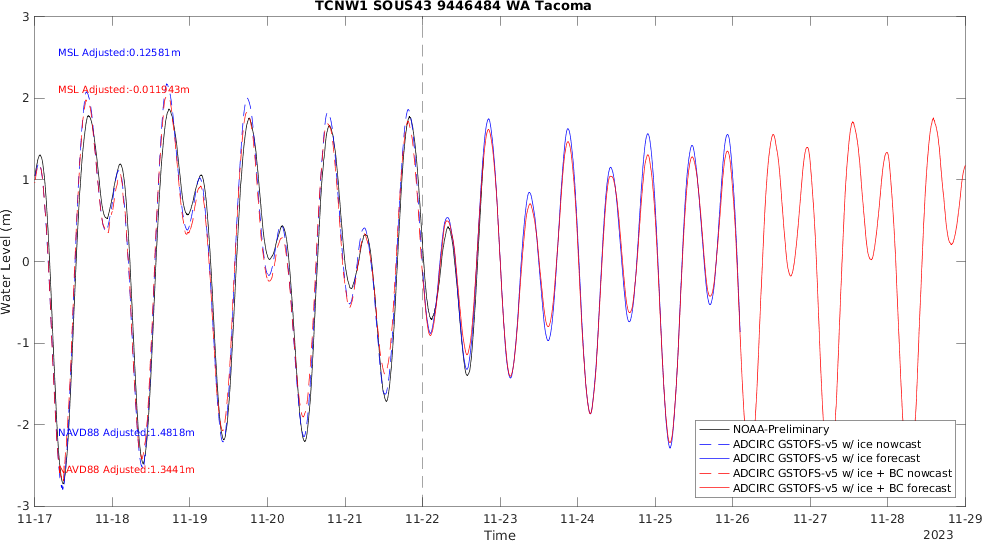 TCNW1 SOUS43 9446484 WA Tacoma
MSL Adjusted:0.12581m
MSL Adjusted:-0.011943m
NAVD88 Adjusted:1.4818m
NAVD88 Adjusted:1.3441m
Water Level (m)
3
2
1
0
-1
-2
-3
NOAA-Preliminary
ADCIRC GSTOFS-v5 w/ ice nowcast
ADCIRC GSTOFS-v5 w/ ice forecast
ADCIRC GSTOFS-v5 w/ ice + BC nowcast
ADCIRC GSTOFS-v5 w/ ice + BC forecast
11-17 11-18 11-19 11-20 11-21 11-22 11-23 11-24 11-25 11-26 11-27 11-28 11-29
Time
2023